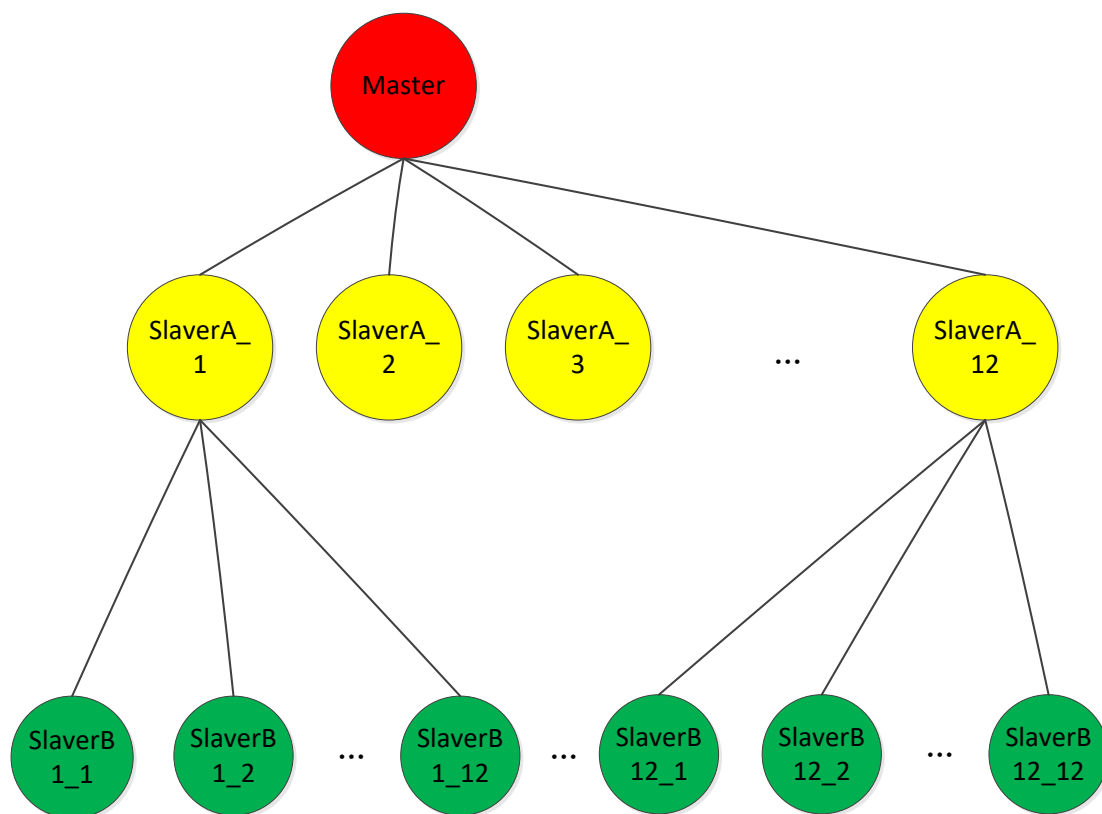 Master
SlaverA_
1
SlaverA_
2
SlaverA_
3
...
SlaverA_
12
SlaverB
1_1
SlaverB
1_2
...
SlaverB
1_12
...
SlaverB
12_1
SlaverB
12_2
...
SlaverB
12_12